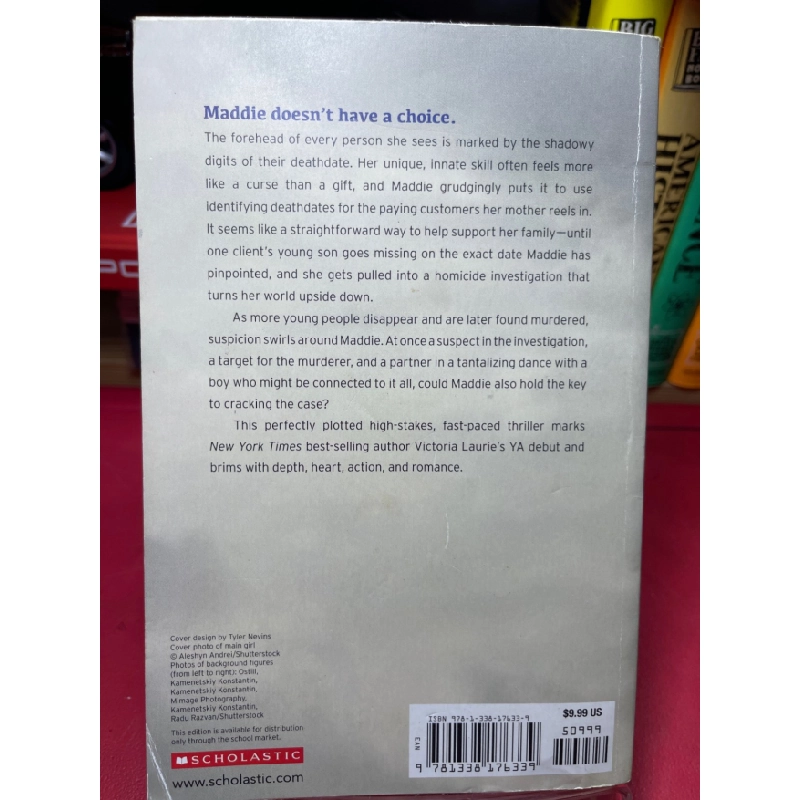 BIG
AMERICAN
HIGH
Maddie doesn't have a choice.
The forehead of every person she sees is marked by the shadowy
digits of their deathdate. Her unique, innate skill often feels more
like a curse than a gift, and Maddie grudgingly puts it to use
identifying deathdates for the paying customers her mother reels in.
It seems like a straightforward way to help support her family—until
one client's young son goes missing on the exact date Maddie has
pinpointed, and she gets pulled into a homicide investigation that
turns her world upside down.
As more young people disappear and are later found murdered,
suspicion swirls around Maddie. At once a suspect in the investigation,
a target for the murderer, and a partner in a tantalizing dance with a
boy who might be connected to it all, could Maddie also hold the key
to cracking the case?
This perfectly plotted high-stakes, fast-paced thriller marks
New York Times best-selling author Victoria Laurie's YA debut and
brims with depth, heart, action, and romance.
Cover design by Tyler Nevins
Cover photo of main girl
© Aleshyn Andrei/Shutterstock
Photos of background figures
(from left to right): Ostill,
Kamenetskiy Konstantin,
Kamenetskiy Konstantin,
Mimage Photography,
Kamenetskiy Konstantin,
Radu Razvan/Shutterstock
This edition is available for distribution
only through the school market.
SCHOLASTIC
www.scholastic.com
ISBN 978-1-338-17633-9
$9.99 US
50999
9 781338 176339